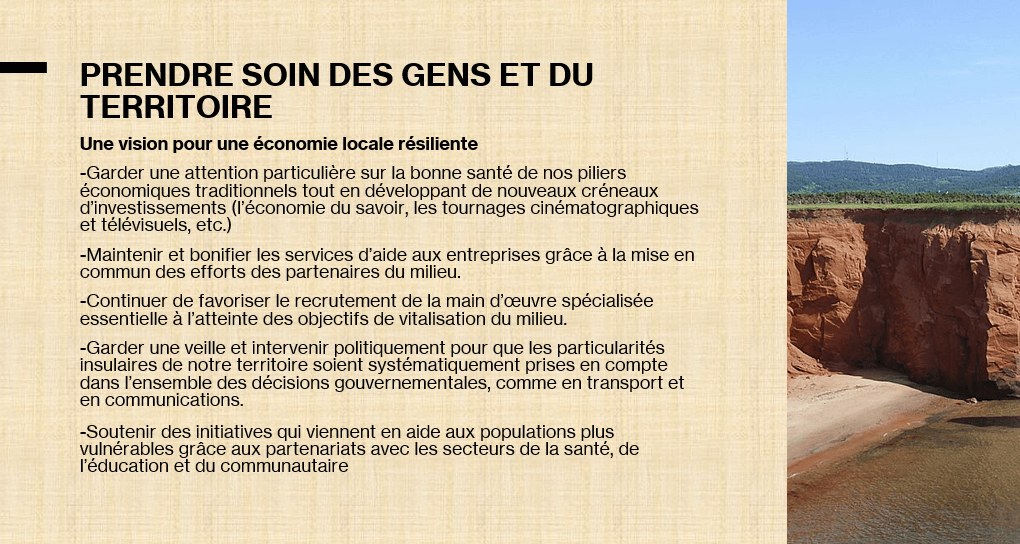 PRENDRE SOIN DES GENS ET DU
TERRITOIRE
Une vision pour une économie locale résiliente
-Garder une attention particulière sur la bonne santé de nos piliers
économiques traditionnels tout en développant de nouveaux créneaux
d’investissements (l’économie du savoir, les tournages cinématographiques
et télévisuels, etc.)
-Maintenir et bonifier les services d’aide aux entreprises grâce à la mise en
commun des efforts des partenaires du milieu.
-Continuer de favoriser le recrutement de la main d’œuvre spécialisée
essentielle à l’atteinte des objectifs de vitalisation du milieu.
-Garder une veille et intervenir politiquement pour que les particularités
insulaires de notre territoire soient systématiquement prises en compte
dans l’ensemble des décisions gouvernementales, comme en transport et
en communications.
-Soutenir des initiatives qui viennent en aide aux populations plus
vulnérables grâce aux partenariats avec les secteurs de la santé, de
l’éducation et du communautaire